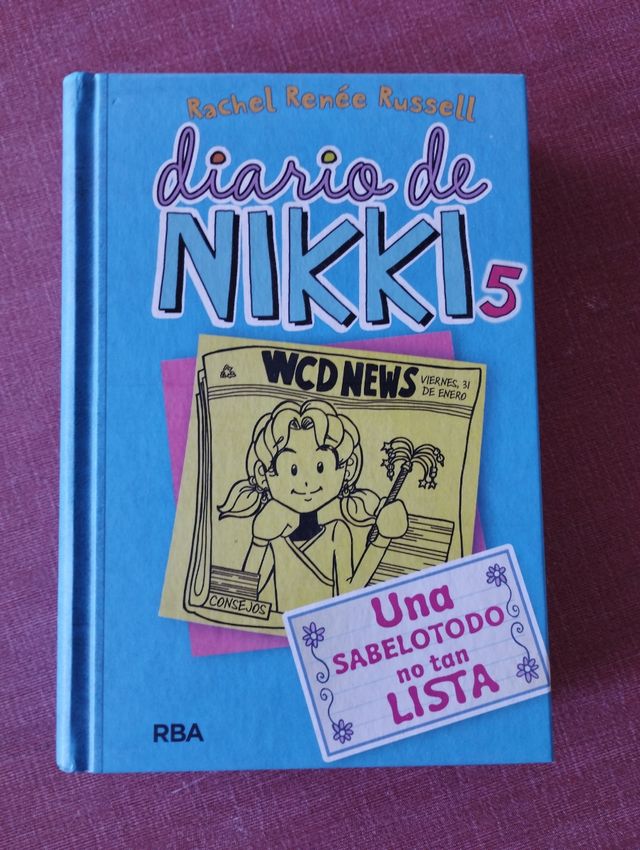 Rachel Renée Russell
diario de
NIKKI 5
WCD NEWS
VIERNES, 31
DE ENERO
CONSEJOS
Una
SABELOTODO
no tan
LISTA
RBA